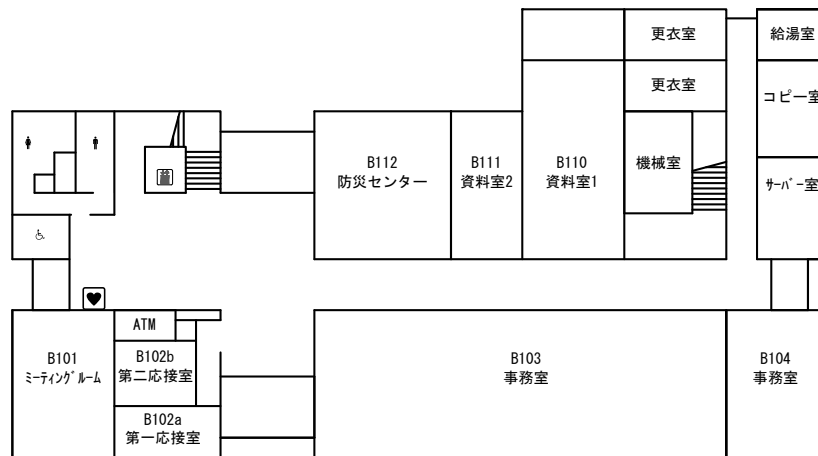 更衣室
給湯室
更衣室
コピー室
B112
防災センター
B111
資料室2
B110
資料室1
機械室
サーバー室
ATM
B101
ミーティングルーム
B102b
第二応接室
B103
事務室
B104
事務室
B102a
第一応接室